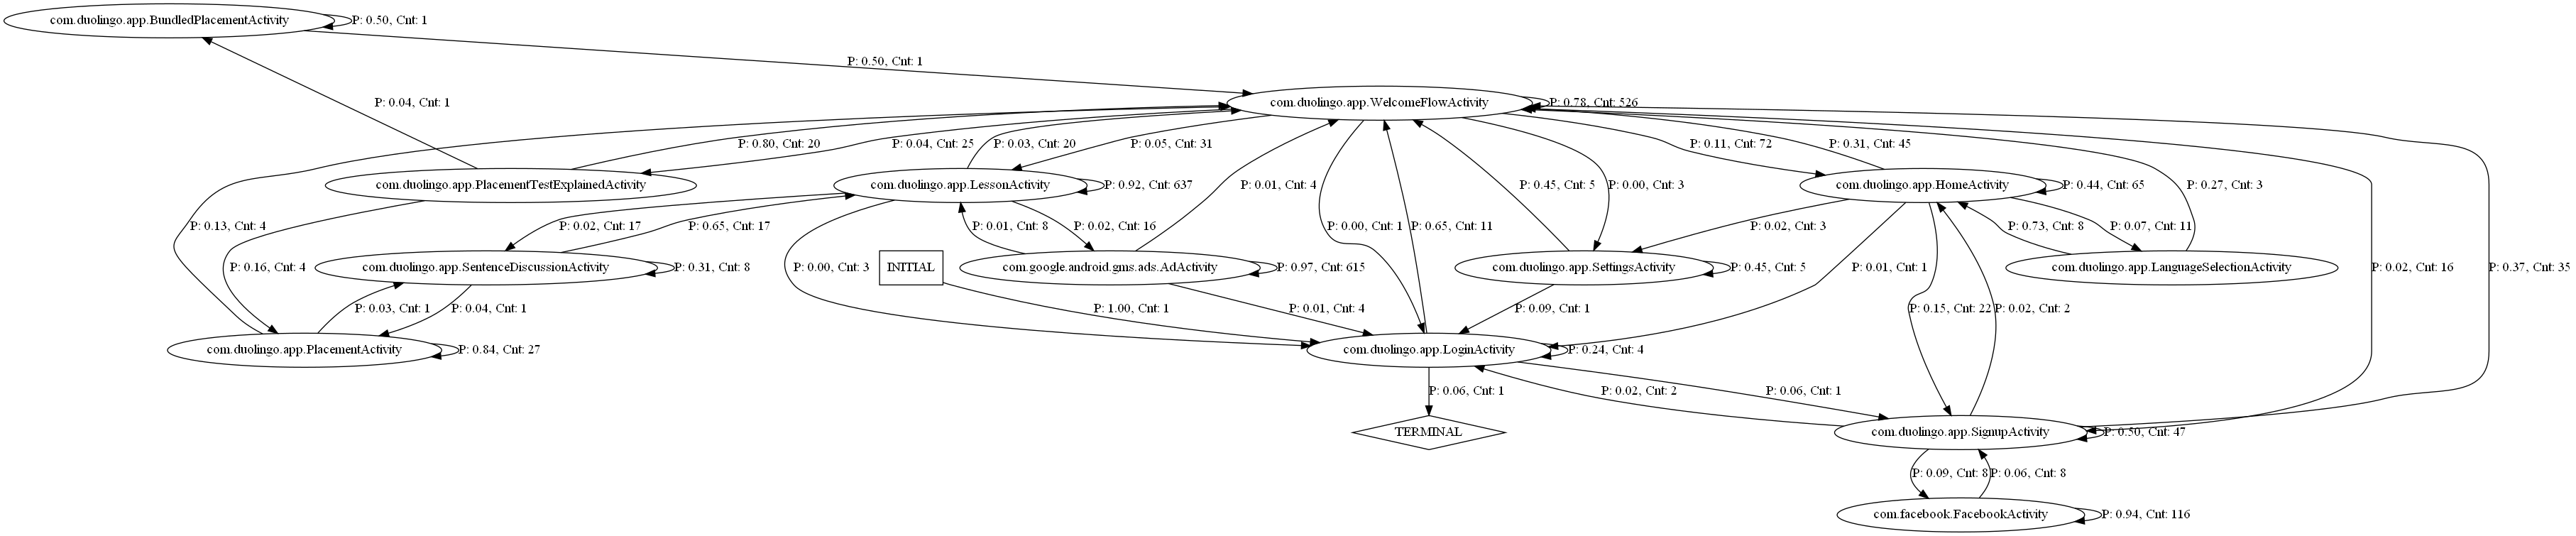 com.duolingo.app.BundledPlacementActivity
P: 0.50, Cnt: 1
P: 0.50, Cnt: 1
P: 0.04, Cnt: 1
com.duolingo.app.WelcomeFlowActivity
P: 0.78, Cnt: 526
P: 0.80, Cnt: 20
P: 0.04, Cnt: 25
P: 0.03, Cnt: 20
P: 0.05, Cnt: 31
P: 0.11, Cnt: 72
P: 0.31, Cnt: 45
com.duolingo.app.PlacementTestExplainedActivity
com.duolingo.app.LessonActivity
P: 0.92, Cnt: 637
P: 0.01, Cnt: 4
P: 0.45, Cnt: 5
P: 0.00, Cnt: 3
com.duolingo.app.HomeActivity
P: 0.44, Cnt: 65
P: 0.27, Cnt: 3
P: 0.13, Cnt: 4
P: 0.02, Cnt: 17
P: 0.65, Cnt: 17
P: 0.01, Cnt: 8
P: 0.02, Cnt: 16
P: 0.00, Cnt: 1
P: 0.65, Cnt: 11
P: 0.02, Cnt: 3
P: 0.07, Cnt: 11
P: 0.73, Cnt: 8
P: 0.16, Cnt: 4
com.duolingo.app.SentenceDiscussionActivity
P: 0.31, Cnt: 8
P: 0.00, Cnt: 3
INITIAL
com.google.android.gms.ads.AdActivity
P: 0.97, Cnt: 615
com.duolingo.app.SettingsActivity
P: 0.45, Cnt: 5
P: 0.01, Cnt: 1
com.duolingo.app.LanguageSelectionActivity
P: 0.02, Cnt: 16
P: 0.37, Cnt: 35
P: 0.03, Cnt: 1
P: 0.04, Cnt: 1
P: 1.00, Cnt: 1
P: 0.01, Cnt: 4
P: 0.09, Cnt: 1
P: 0.15, Cnt: 22
P: 0.02, Cnt: 2
com.duolingo.app.PlacementActivity
P: 0.84, Cnt: 27
com.duolingo.app.LoginActivity
P: 0.24, Cnt: 4
P: 0.06, Cnt: 1
P: 0.02, Cnt: 2
P: 0.06, Cnt: 1
TERMINAL
com.duolingo.app.SignupActivity
P: 0.50, Cnt: 47
P: 0.09, Cnt: 8
P: 0.06, Cnt: 8
com.facebook.FacebookActivity
P: 0.94, Cnt: 116